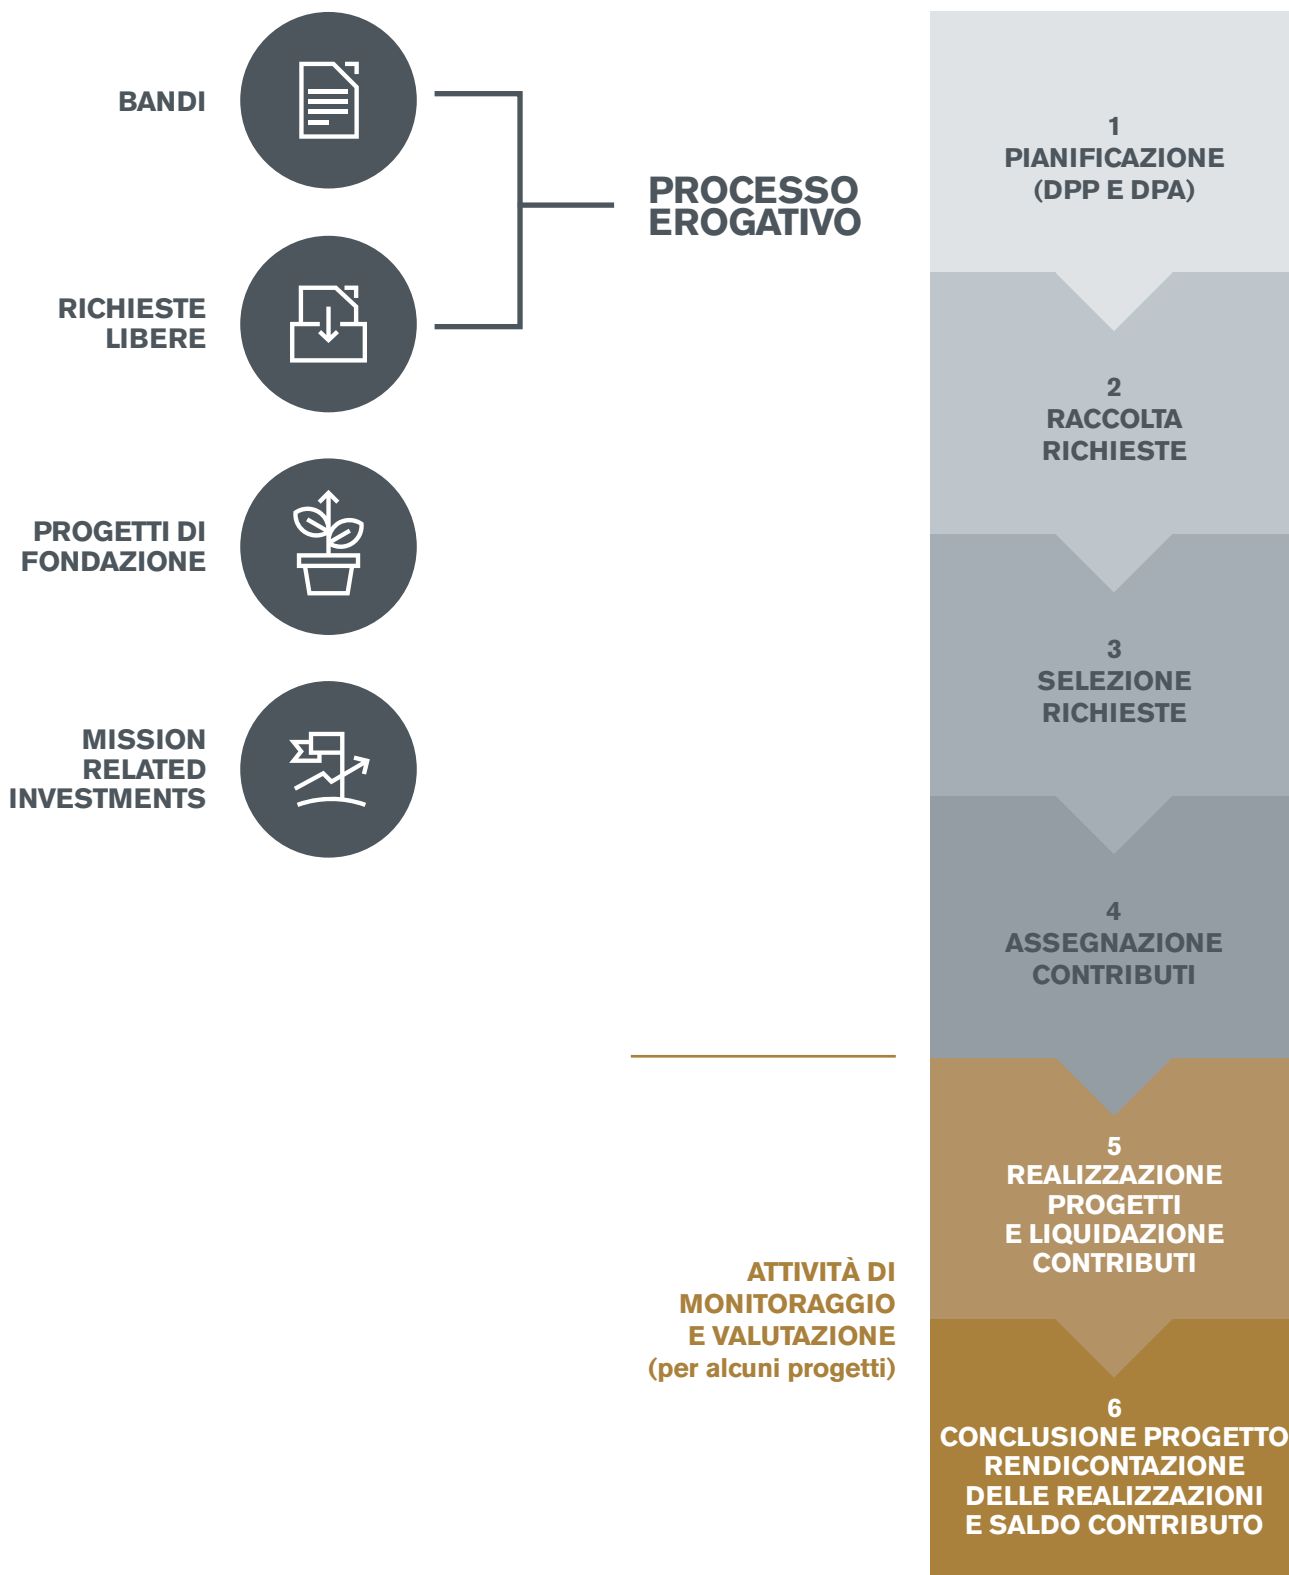 BANDI
RICHIESTE
LIBERE
PROGETTI DI
FONDAZIONE
MISSION
RELATED
INVESTMENTS
PROCESSO
EROGATIVO
1
PIANIFICAZIONE
(DPP E DPA)
2
RACCOLTA
RICHIESTE
3
SELEZIONE
RICHIESTE
4
ASSEGNAZIONE
CONTRIBUTI
ATTIVITÀ DI
MONITORAGGIO
E VALUTAZIONE
(per alcuni progetti)
5
REALIZZAZIONE
PROGETTI
E LIQUIDAZIONE
CONTRIBUTI
6
CONCLUSIONE PROGETTO
RENDICONTAZIONE
DELLE REALIZZAZIONI
E SALDO CONTRIBUTO